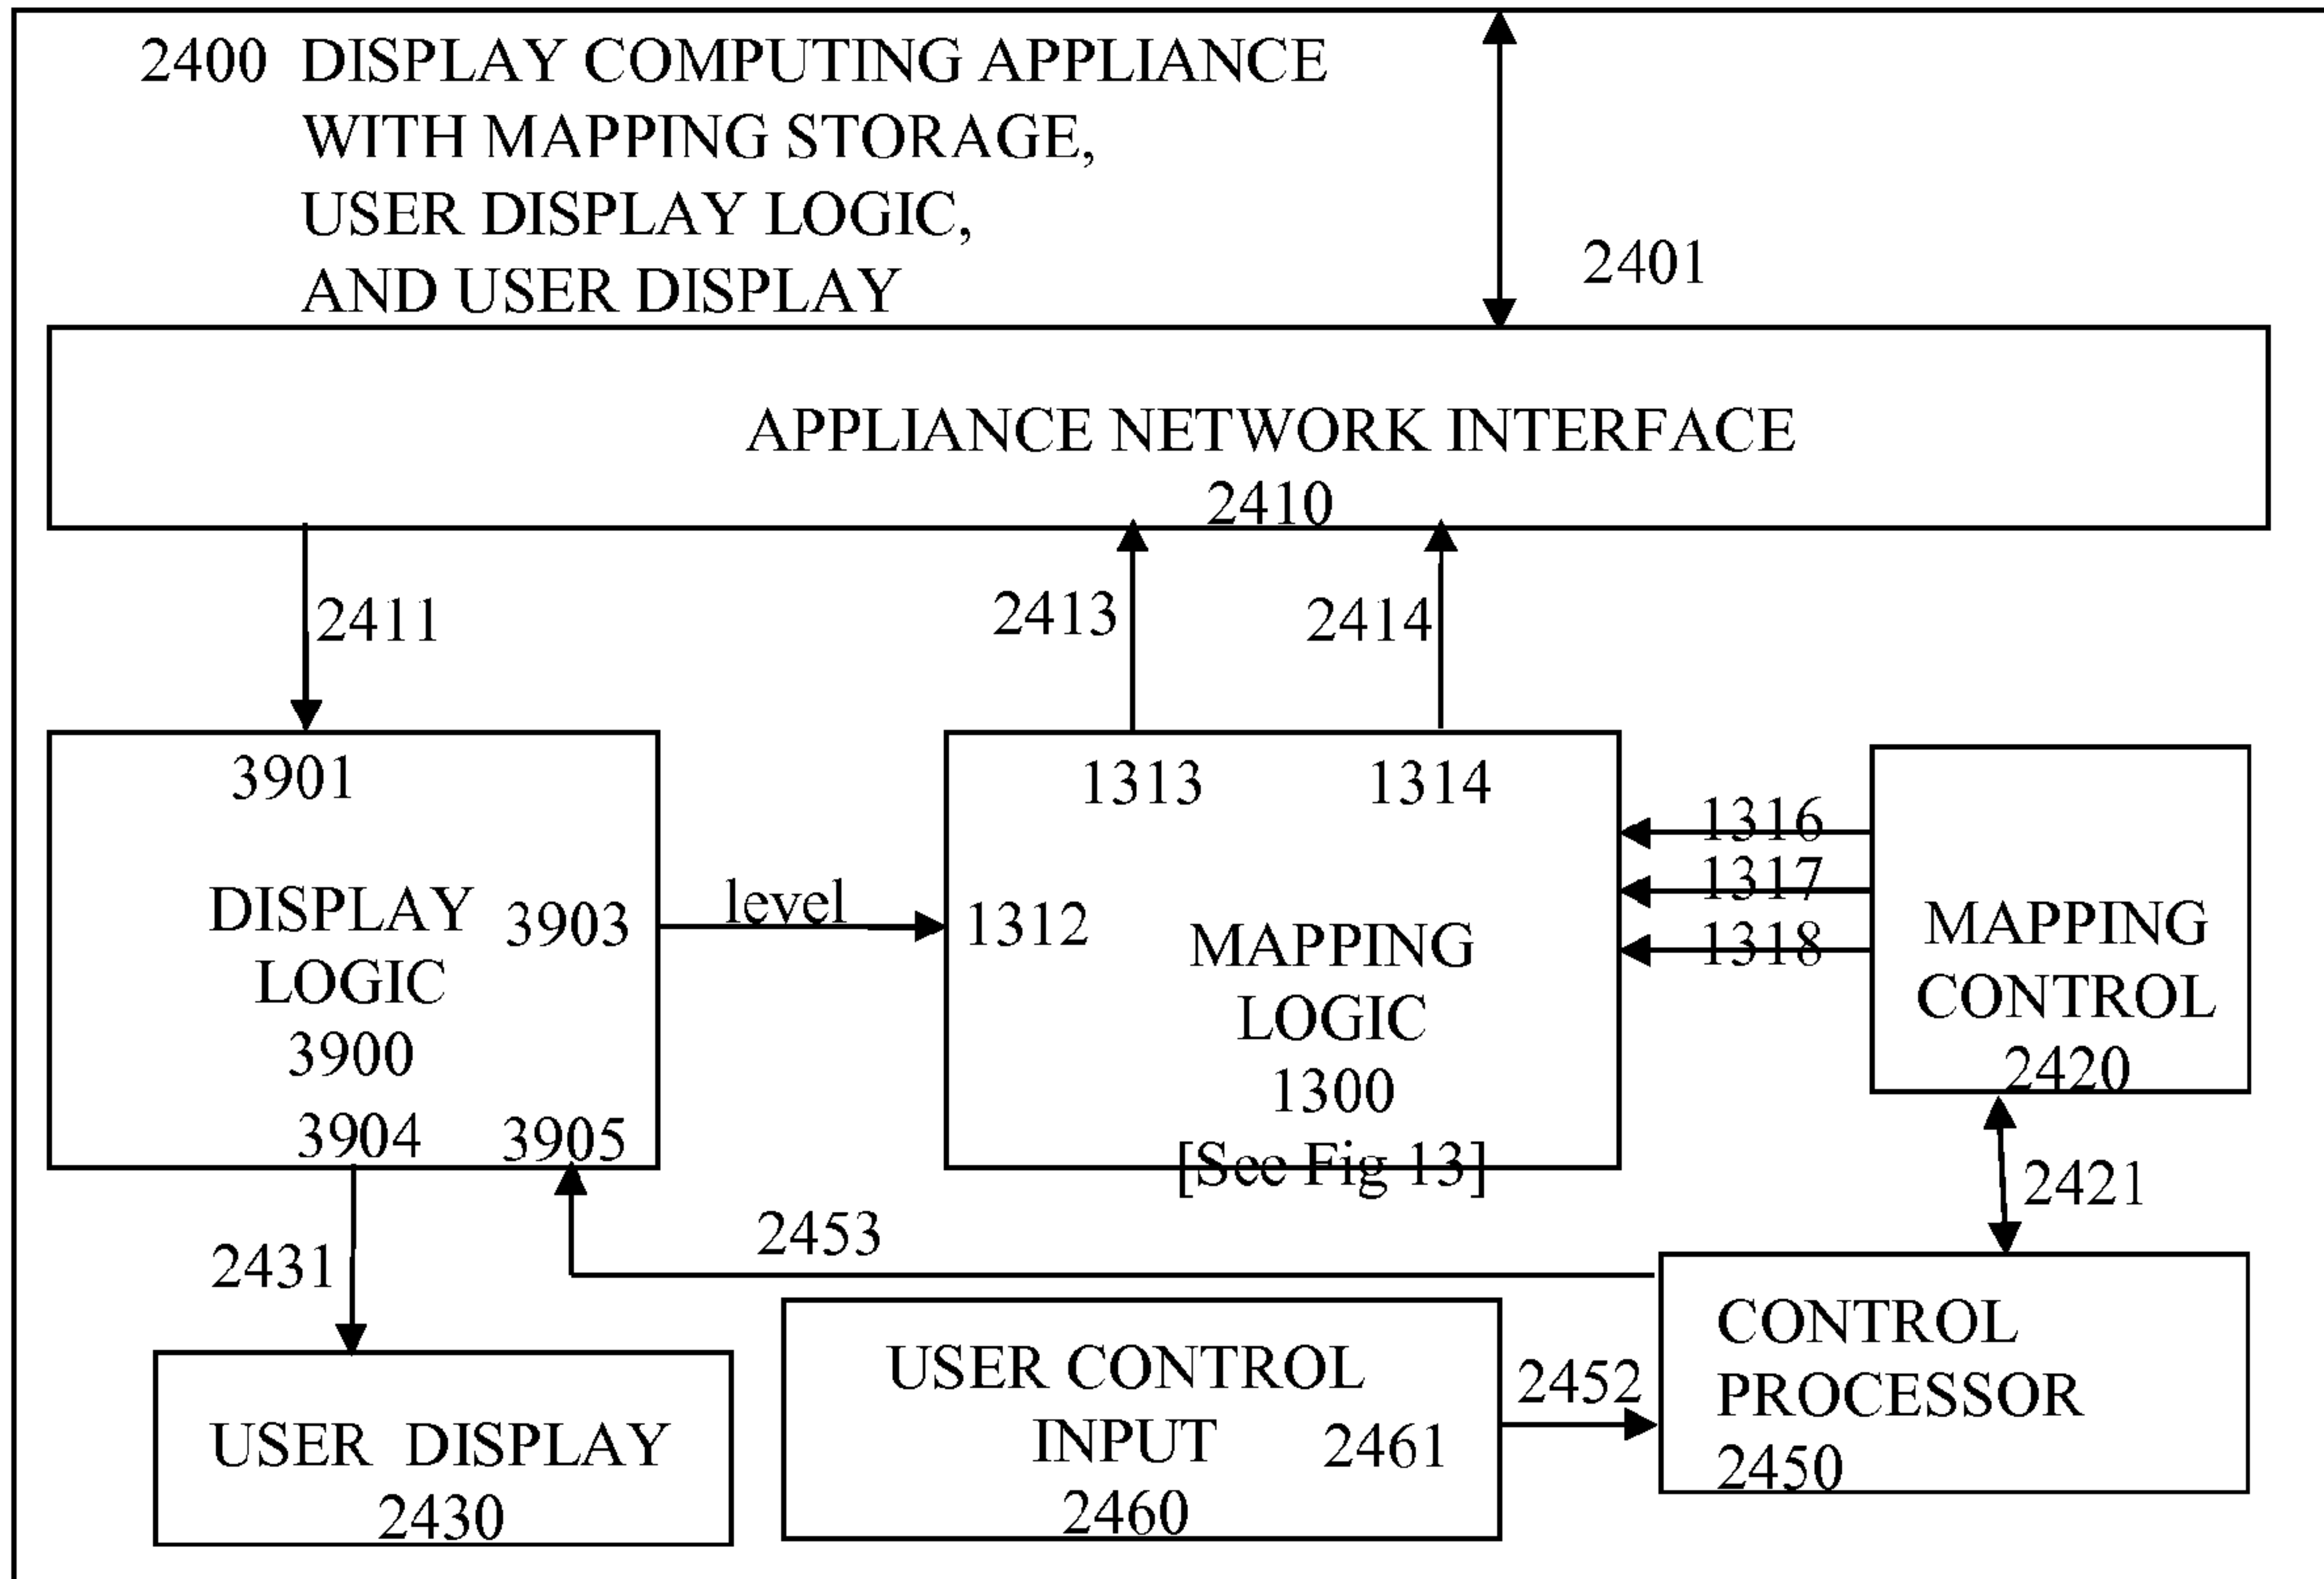 2400 DISPLAY COMPUTING APPLIANCE
WITH MAPPING STORAGE,
USER DISPLAY LOGIC,
AND USER DISPLAY
2401
APPLIANCE NETWORK INTERFACE
2410
2411
2413
2414
3901
DISPLAY
LOGIC
3900
3903
3904
3905
level
1313
1314
1312
MAPPING
LOGIC
1300
[See Fig 13]
1316
1317
1318
MAPPING
CONTROL
2420
2421
2453
2431
USER DISPLAY
2430
USER CONTROL
INPUT
2461
2460
2452
CONTROL
PROCESSOR
2450